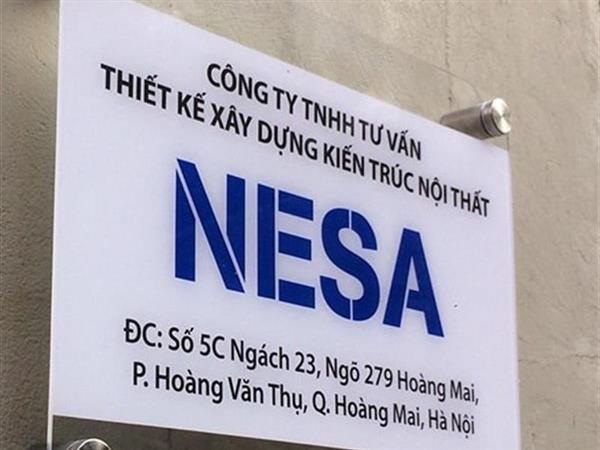 CÔNG TY TNHH TƯ VẤN
THIẾT KẾ XÂY DỰNG KIẾN TRÚC NỘI THẤT
NESA
ĐC: Số 5C Ngách 23, Ngõ 279 Hoàng Mai,
P. Hoàng Văn Thụ, Q. Hoàng Mai, Hà Nội